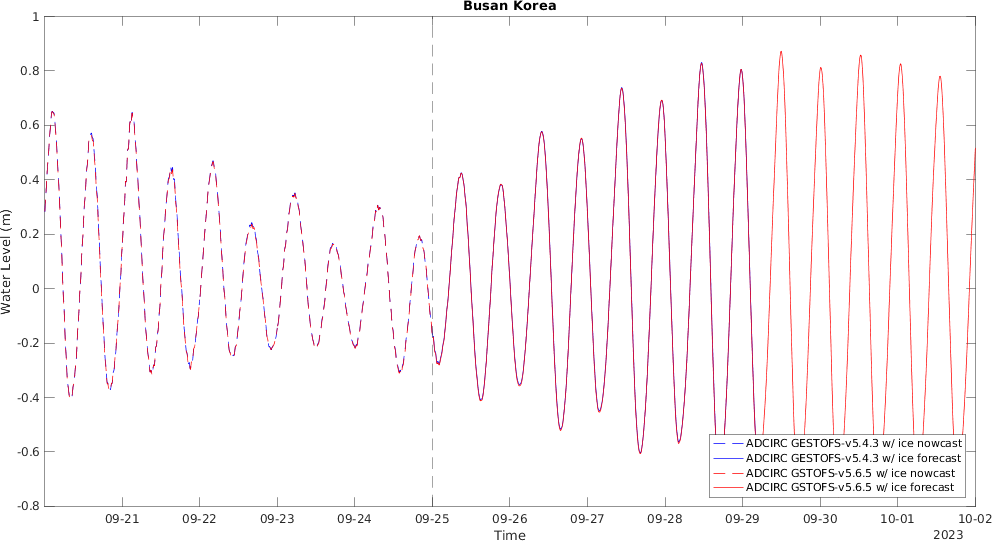 Busan Korea
1
0.8
0.6
0.4
0.2
0
-0.2
-0.4
-0.6
-0.8
Water Level (m)
ADCIRC GESTOFS-v5.4.3 w/ ice nowcast
ADCIRC GESTOFS-v5.4.3 w/ ice forecast
ADCIRC GSTOFS-v5.6.5 w/ ice nowcast
ADCIRC GSTOFS-v5.6.5 w/ ice forecast
09-21 09-22 09-23 09-24 09-25 09-26 09-27 09-28 09-29 09-30 10-01 10-02
Time
2023